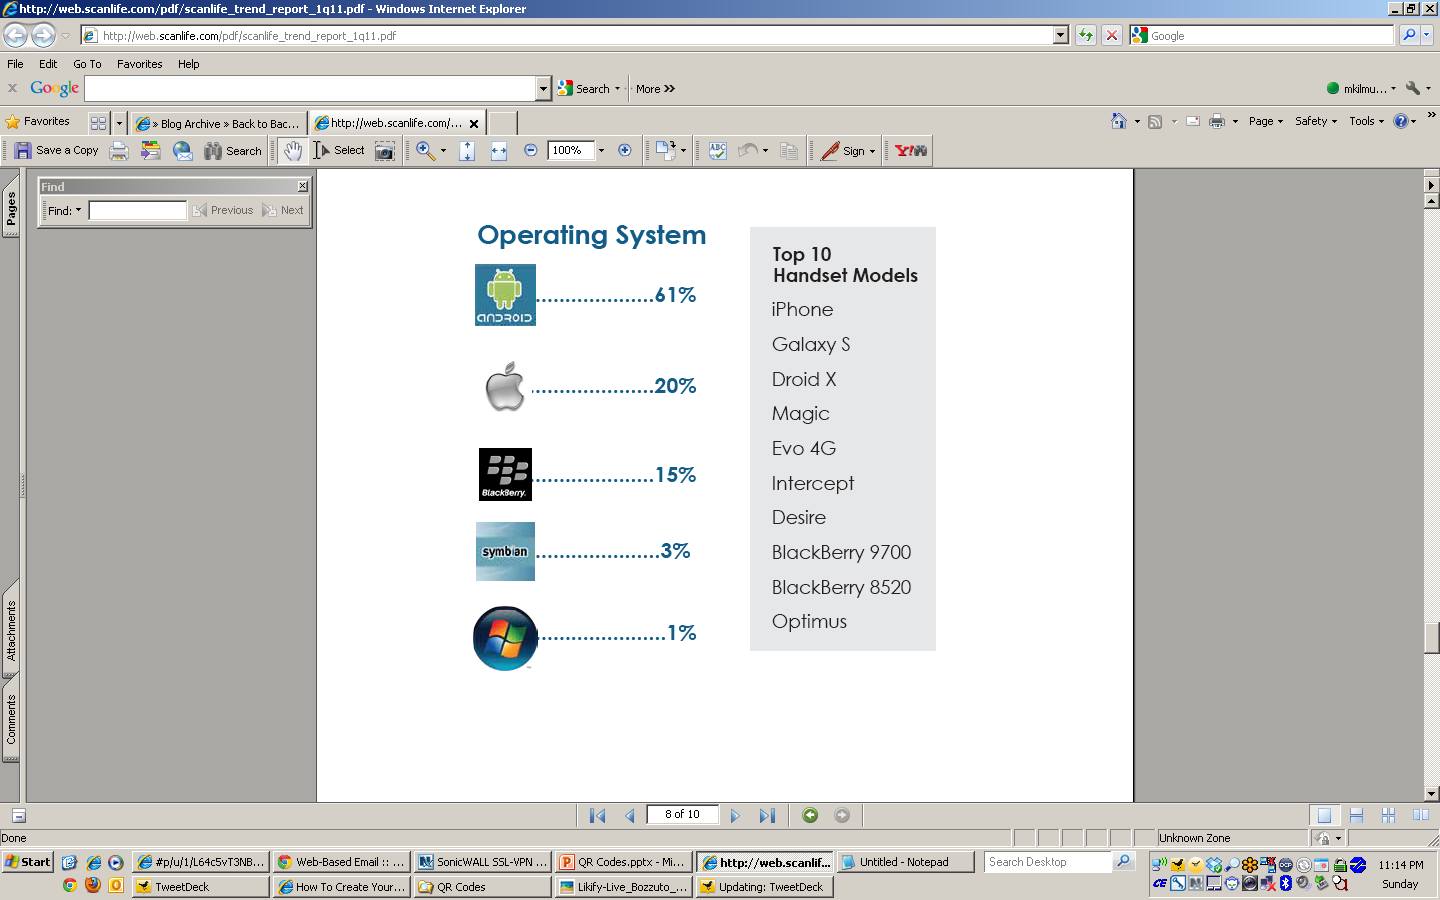 http://web.scanlife.com/pdf/scanlife_trend_report_1q11.pdf - Windows Internet Explorer
http://web.scanlife.com/pdf/scanlife_trend_report_1q11.pdf
Google
File Edit Go To Favorites Help
x Google Search More »
mkilmu...
Favorites
» Blog Archive » Back to Bac...
http://web.scanlife.com/...
Page Safety Tools
Save a Copy Search Select 100% Sign Y!
Pages
Find
Find: Previous Next
Operating System
ANDROID ....................61%
.....................20%
BlackBerry. .....................15%
symbian .....................3%
......................1%
Top 10
Handset Models
iPhone
Galaxy S
Droid X
Magic
Evo 4G
Intercept
Desire
BlackBerry 9700
BlackBerry 8520
Optimus
Attachments
Comments
8 of 10
Done Unknown Zone
Start #p/u/1/L64c5vT3NB... Web-Based Email :: ... SonicWALL SSL-VPN ... QR Codes.pptx - Mi... http://web.scanlif... Untitled - Notepad Search Desktop
11:14 PM
TweetDeck How To Create Your... QR Codes Likify-Live_Bozzuto_... Updating: TweetDeck
Sunday